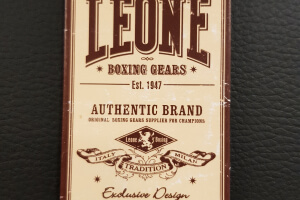 LEONE
BOXING GEARS
Est. 1947
AUTHENTIC BRAND
ORIGINAL BOXING GEARS SUPPLIER FOR CHAMPIONS
Leone Boxing
ITALY MILAN
TRADITION
Exclusive Design